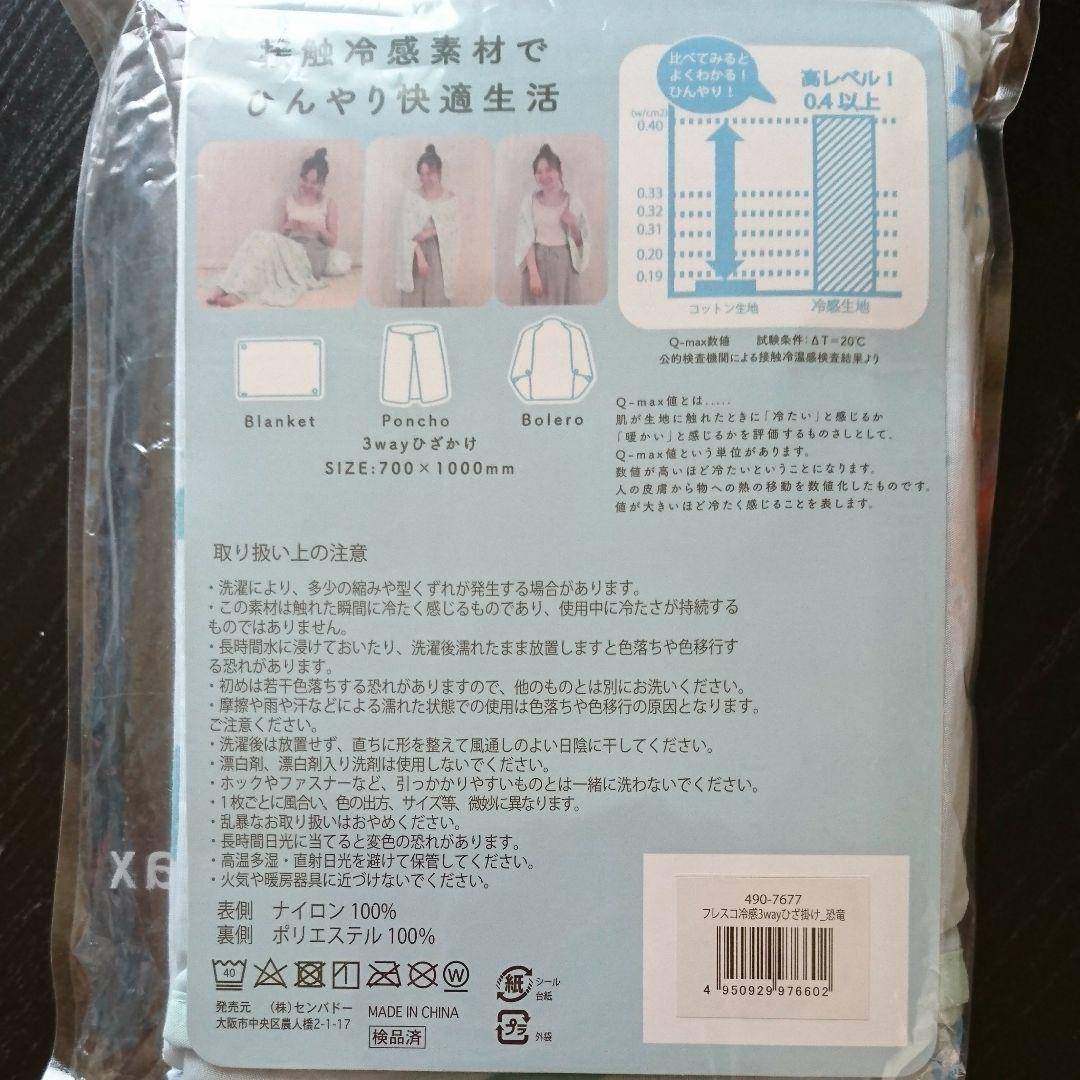 接触冷感素材で
ひんやり快適生活
比べてみると
よくわかる!
ひんやり!
高レベル!
0.4以上
(w/cm2)
0.40
0.33
0.32
0.31
0.20
0.19
コットン生地
冷感生地
Q-max数値 試験条件:ΔT=20℃
公的検査機関による接触冷温感検査結果より
Blanket
Poncho
Bolero
3wayひざかけ
SIZE:700×1000mm
Q-max値とは.....
肌が生地に触れたときに「冷たい」と感じるか
「暖かい」と感じるかを評価するものさしとして、
Q-max値という単位があります。
数値が高いほど冷たいということになります。
人の皮膚から物への熱の移動を数値化したものです。
値が大きいほど冷たく感じることを表します。
取り扱い上の注意
・洗濯により、多少の縮みや型くずれが発生する場合があります。
・この素材は触れた瞬間に冷たく感じるものであり、使用中に冷たさが持続する
ものではありません。
・長時間水に浸けておいたり、洗濯後濡れたまま放置しますと色落ちや色移行す
る恐れがあります。
・初めは若干色落ちする恐れがありますので、他のものとは別にお洗いください。
・摩擦や雨や汗などによる濡れた状態での使用は色落ちや色移行の原因となります。
ご注意ください。
・洗濯後は放置せず、直ちに形を整えて風通しのよい日陰に干してください。
・漂白剤、漂白剤入り洗剤は使用しないでください。
・ホックやファスナーなど、引っかかりやすいものとは一緒に洗わないでください。
・1枚ごとに風合い、色の出方、サイズ等、微妙に異なります。
・乱暴なお取り扱いはおやめください。
・長時間日光に当てると変色の恐れがあります。
・高温多湿・直射日光を避けて保管してください。
・火気や暖房器具に近づけないでください。
表側 ナイロン 100%
裏側 ポリエステル 100%
40
W
発売元 (株)センバドー
大阪市中央区農人橋2-1-17
MADE IN CHINA
検品済
紙
シール
台紙
プラ
外袋
490-7677
フレスコ冷感3wayひざ掛け_恐竜
4 950929 976602